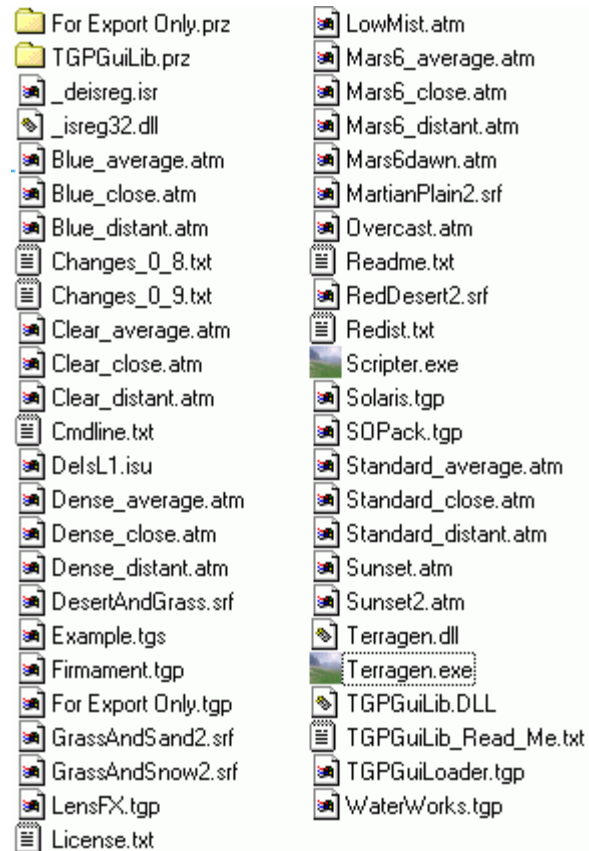 For Export Only.prz
TGPGuiLib.prz
_deisreg.isr
_isreg32.dll
Blue_average.atm
Blue_close.atm
Blue_distant.atm
Changes_0_8.txt
Changes_0_9.txt
Clear_average.atm
Clear_close.atm
Clear_distant.atm
Cmdline.txt
DelsL1.isu
Dense_average.atm
Dense_close.atm
Dense_distant.atm
DesertAndGrass.srf
Example.tgs
Firmament.tgp
For Export Only.tgp
GrassAndSand2.srf
GrassAndSnow2.srf
LensFX.tgp
License.txt
LowMist.atm
Mars6_average.atm
Mars6_close.atm
Mars6_distant.atm
Mars6dawn.atm
MartianPlain2.srf
Overcast.atm
Readme.txt
RedDesert2.srf
Redist.txt
Scripter.exe
Solaris.tgp
SOPack.tgp
Standard_average.atm
Standard_close.atm
Standard_distant.atm
Sunset.atm
Sunset2.atm
Terragen.dll
Terragen.exe
TGPGuiLib.DLL
TGPGuiLib_Read_Me.txt
TGPGuiLoader.tgp
WaterWorks.tgp